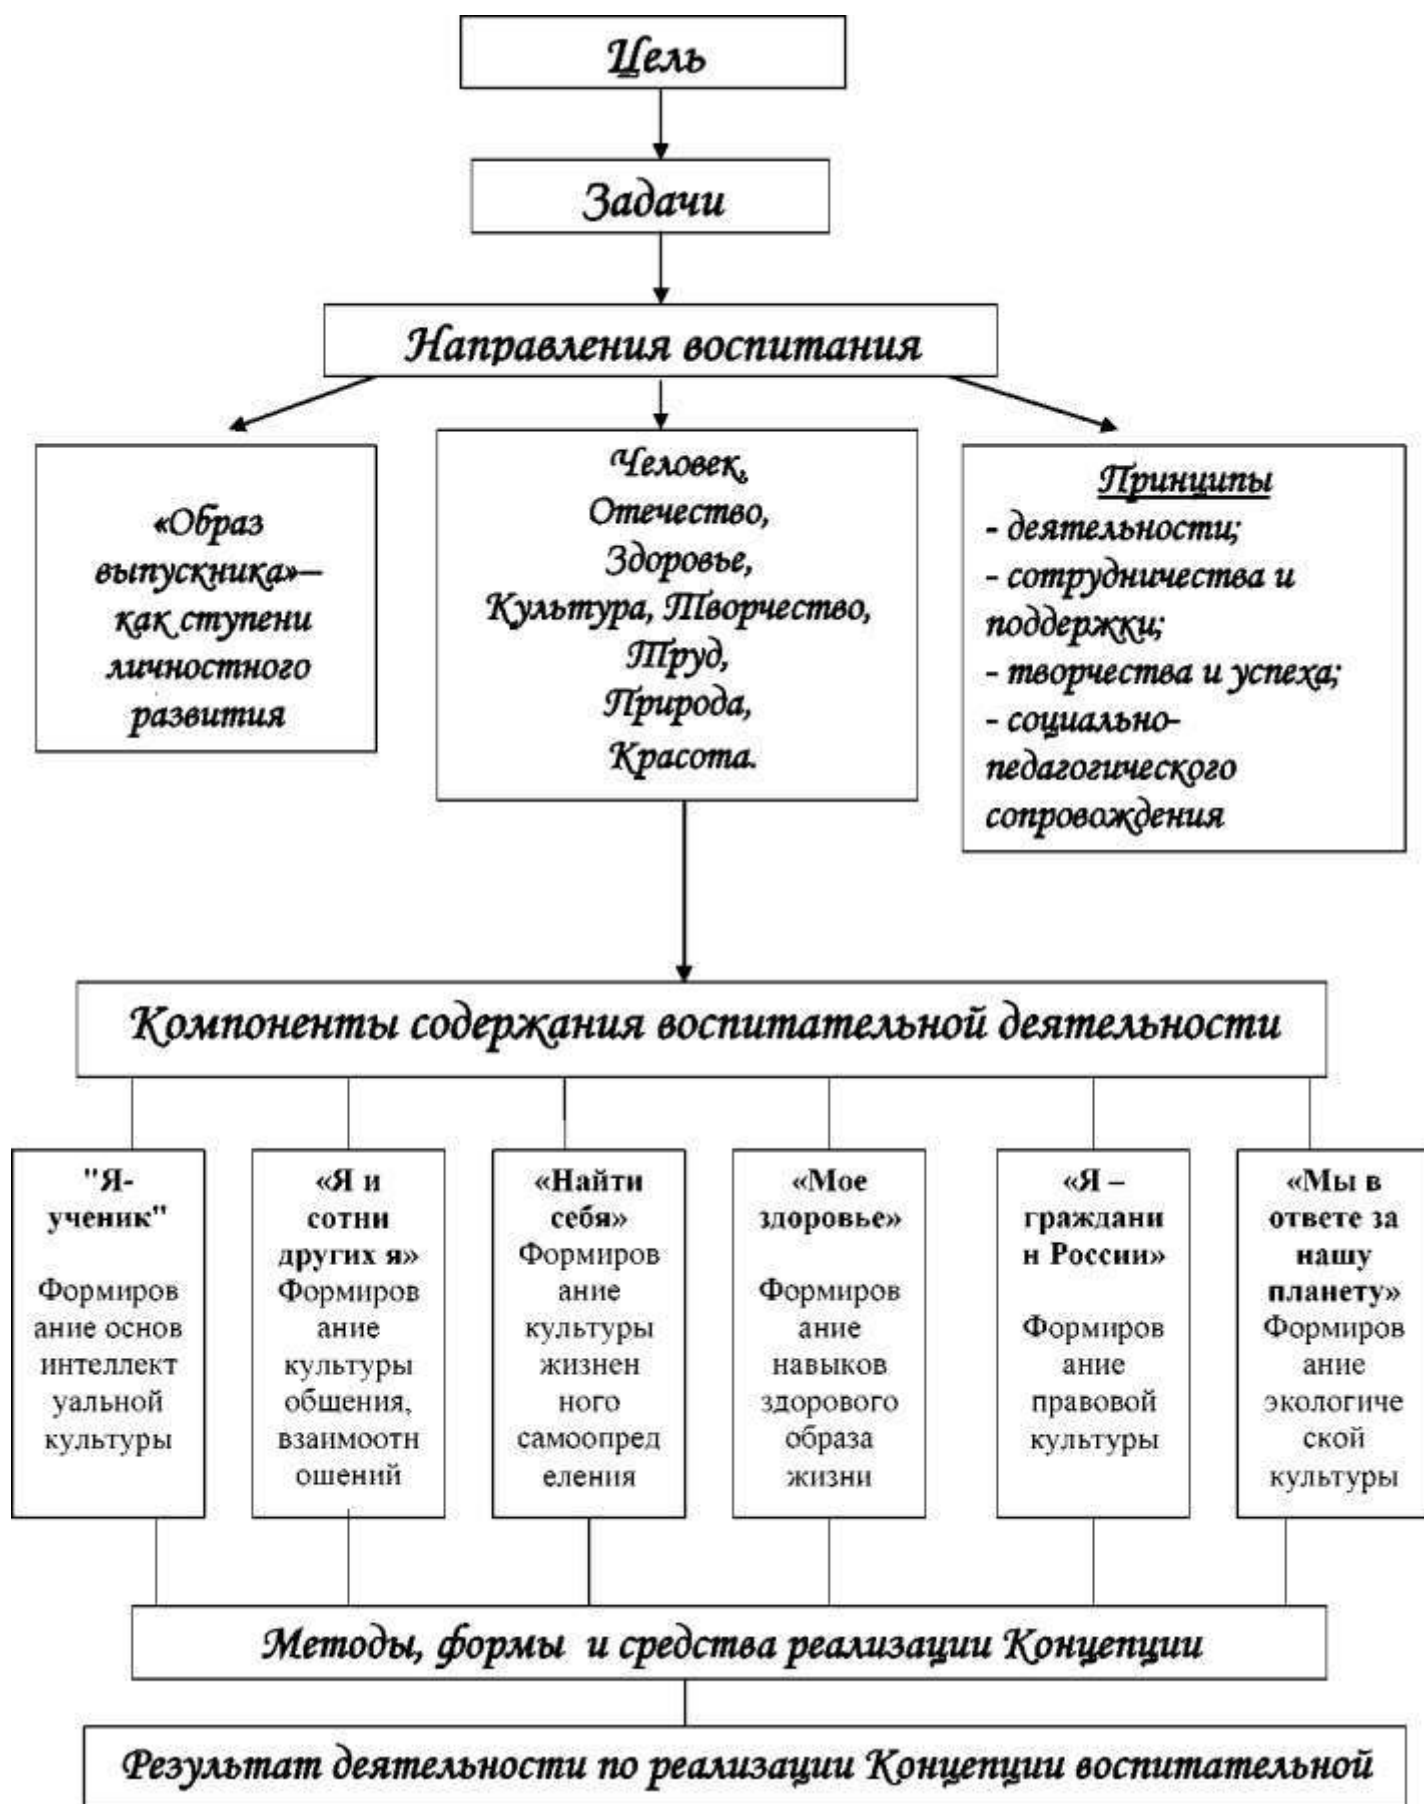 Цель
Задачи
Направления воспитания
«Образ
выпускника»–
как ступени
личностного
развития
Человек,
Отечество,
Здоровье,
Культура, Творчество,
Труд,
Природа,
Красота.
Принципы
- деятельности;
- сотрудничества и
поддержки;
- творчества и успеха;
- социально-
педагогического
сопровождения
Компоненты содержания воспитательной деятельности
"Я-
ученик"
Формиров
ание основ
интеллект
уальной
культуры
«Я и
сотни
других я»
Формиров
ание
культуры
общения,
взаимоотн
ошений
«Найти
себя»
Формиров
ание
культуры
жизнен
ного
самоопред
еления
«Мое
здоровье»
Формиров
ание
навыков
здорового
образа
жизни
«Я –
граждани
н России»
Формиров
ание
правовой
культуры
«Мы в
ответе за
нашу
планету»
Формиров
ание
экологиче
ской
культуры
Методы, формы и средства реализации Концепции
Результат деятельности по реализации Концепции воспитательной